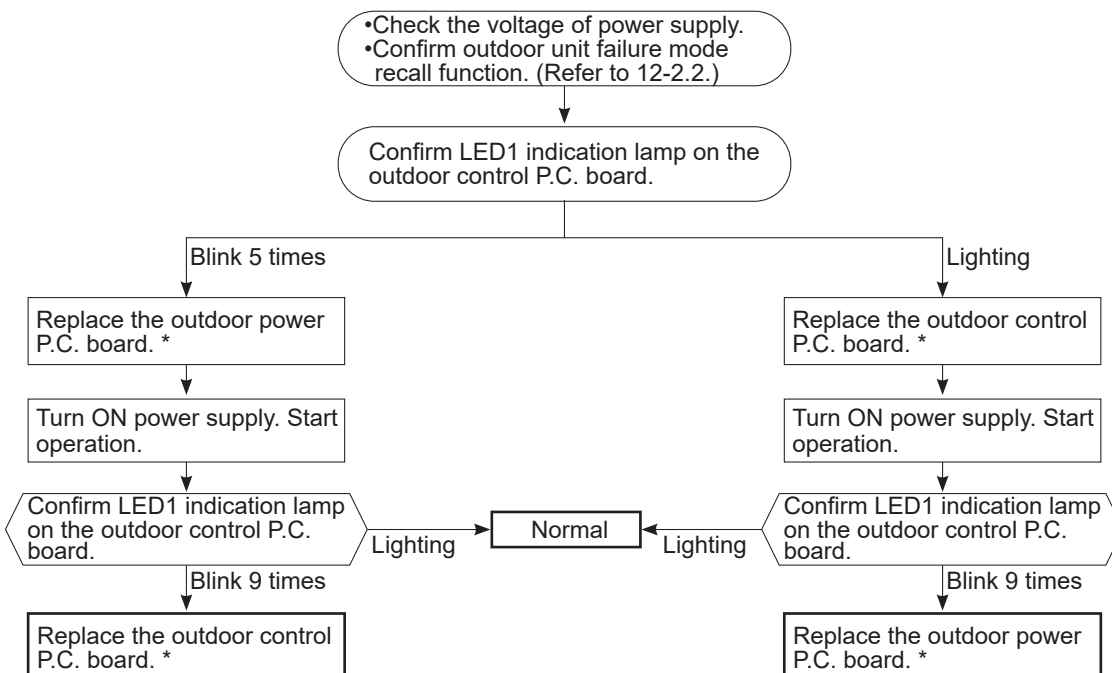 •Check the voltage of power supply.
•Confirm outdoor unit failure mode
recall function. (Refer to 12-2.2.)
Confirm LED1 indication lamp on the
outdoor control P.C. board.
Blink 5 times
Lighting
Replace the outdoor power
P.C. board. *
Replace the outdoor control
P.C. board. *
Turn ON power supply. Start
operation.
Turn ON power supply. Start
operation.
Confirm LED1 indication lamp
on the outdoor control P.C.
board.
Lighting
Normal
Lighting
Confirm LED1 indication lamp
on the outdoor control P.C.
board.
Blink 9 times
Blink 9 times
Replace the outdoor control
P.C. board. *
Replace the outdoor power
P.C. board. *